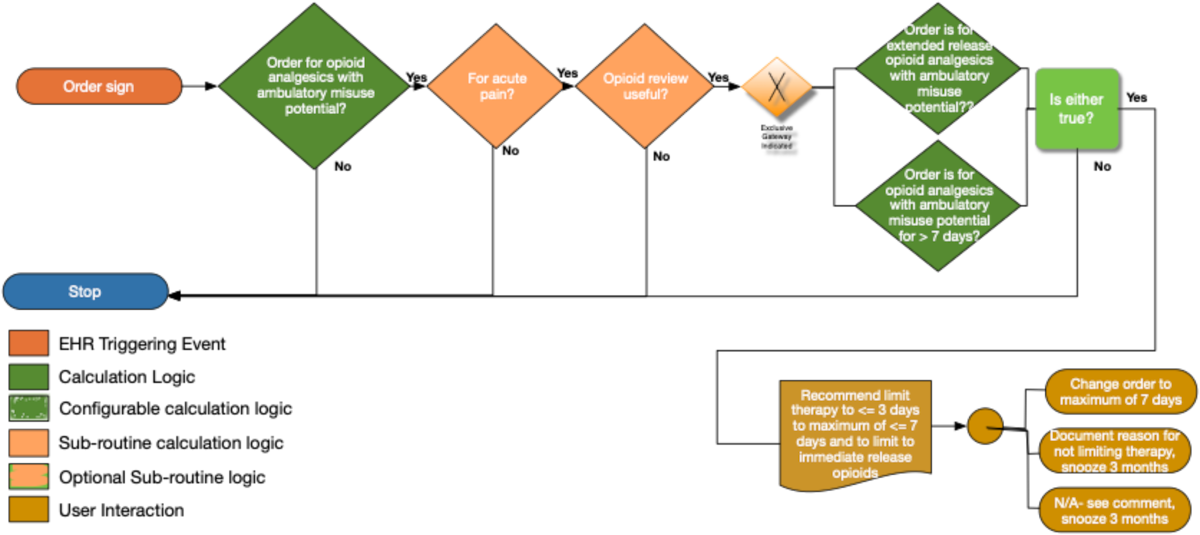 Order sign
Order for opioid
analgesics with
ambulatory misuse
potential?
Yes
No
For acute
pain?
Yes
No
Opioid review
useful?
Yes
No
X
Exclusive
Gateway
Indicated
Order is for
extended release
opioid analgesics
with ambulatory
misuse
potential??
Order is for
opioid analgesics
with ambulatory
misuse potential
for > 7 days?
Is either
true?
Yes
No
Stop
EHR Triggering Event
Calculation Logic
Configurable calculation logic
Sub-routine calculation logic
Optional Sub-routine logic
User Interaction
Recommend limit
therapy to <= 3 days
to maximum of <= 7
days and to limit to
immediate release
opioids
Change order to
maximum of 7 days
Document reason for
not limiting therapy,
snooze 3 months
N/A- see comment,
snooze 3 months